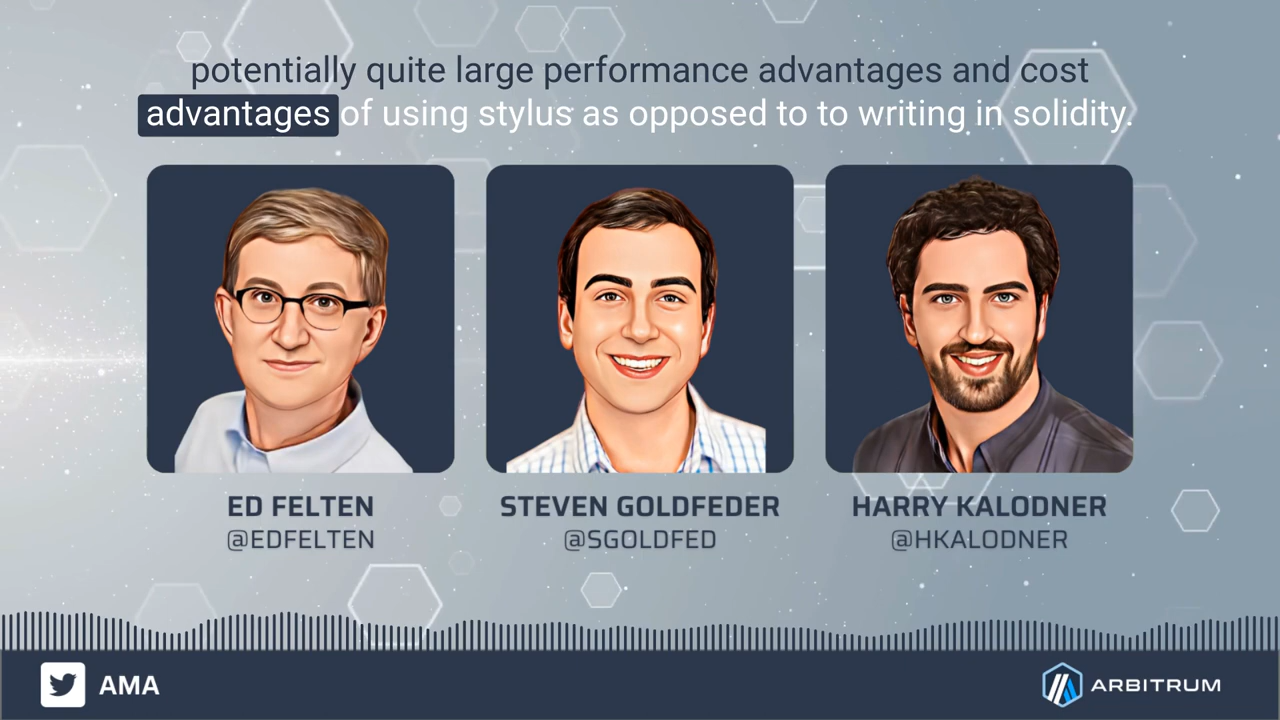 potentially quite large performance advantages and cost
advantages of using stylus as opposed to to writing in solidity.
ED FELTEN
@EDFELTEN
STEVEN GOLDFEDER
@SGOLDFED
HARRY KALODNER
@HKALODNER
AMA
ARBITRUM